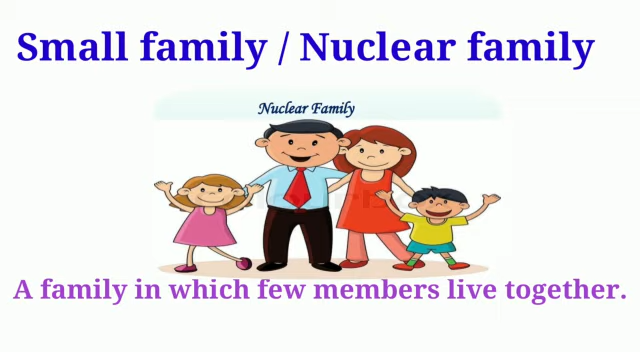 Small family / Nuclear family
Nuclear Family
A family in which few members live together.